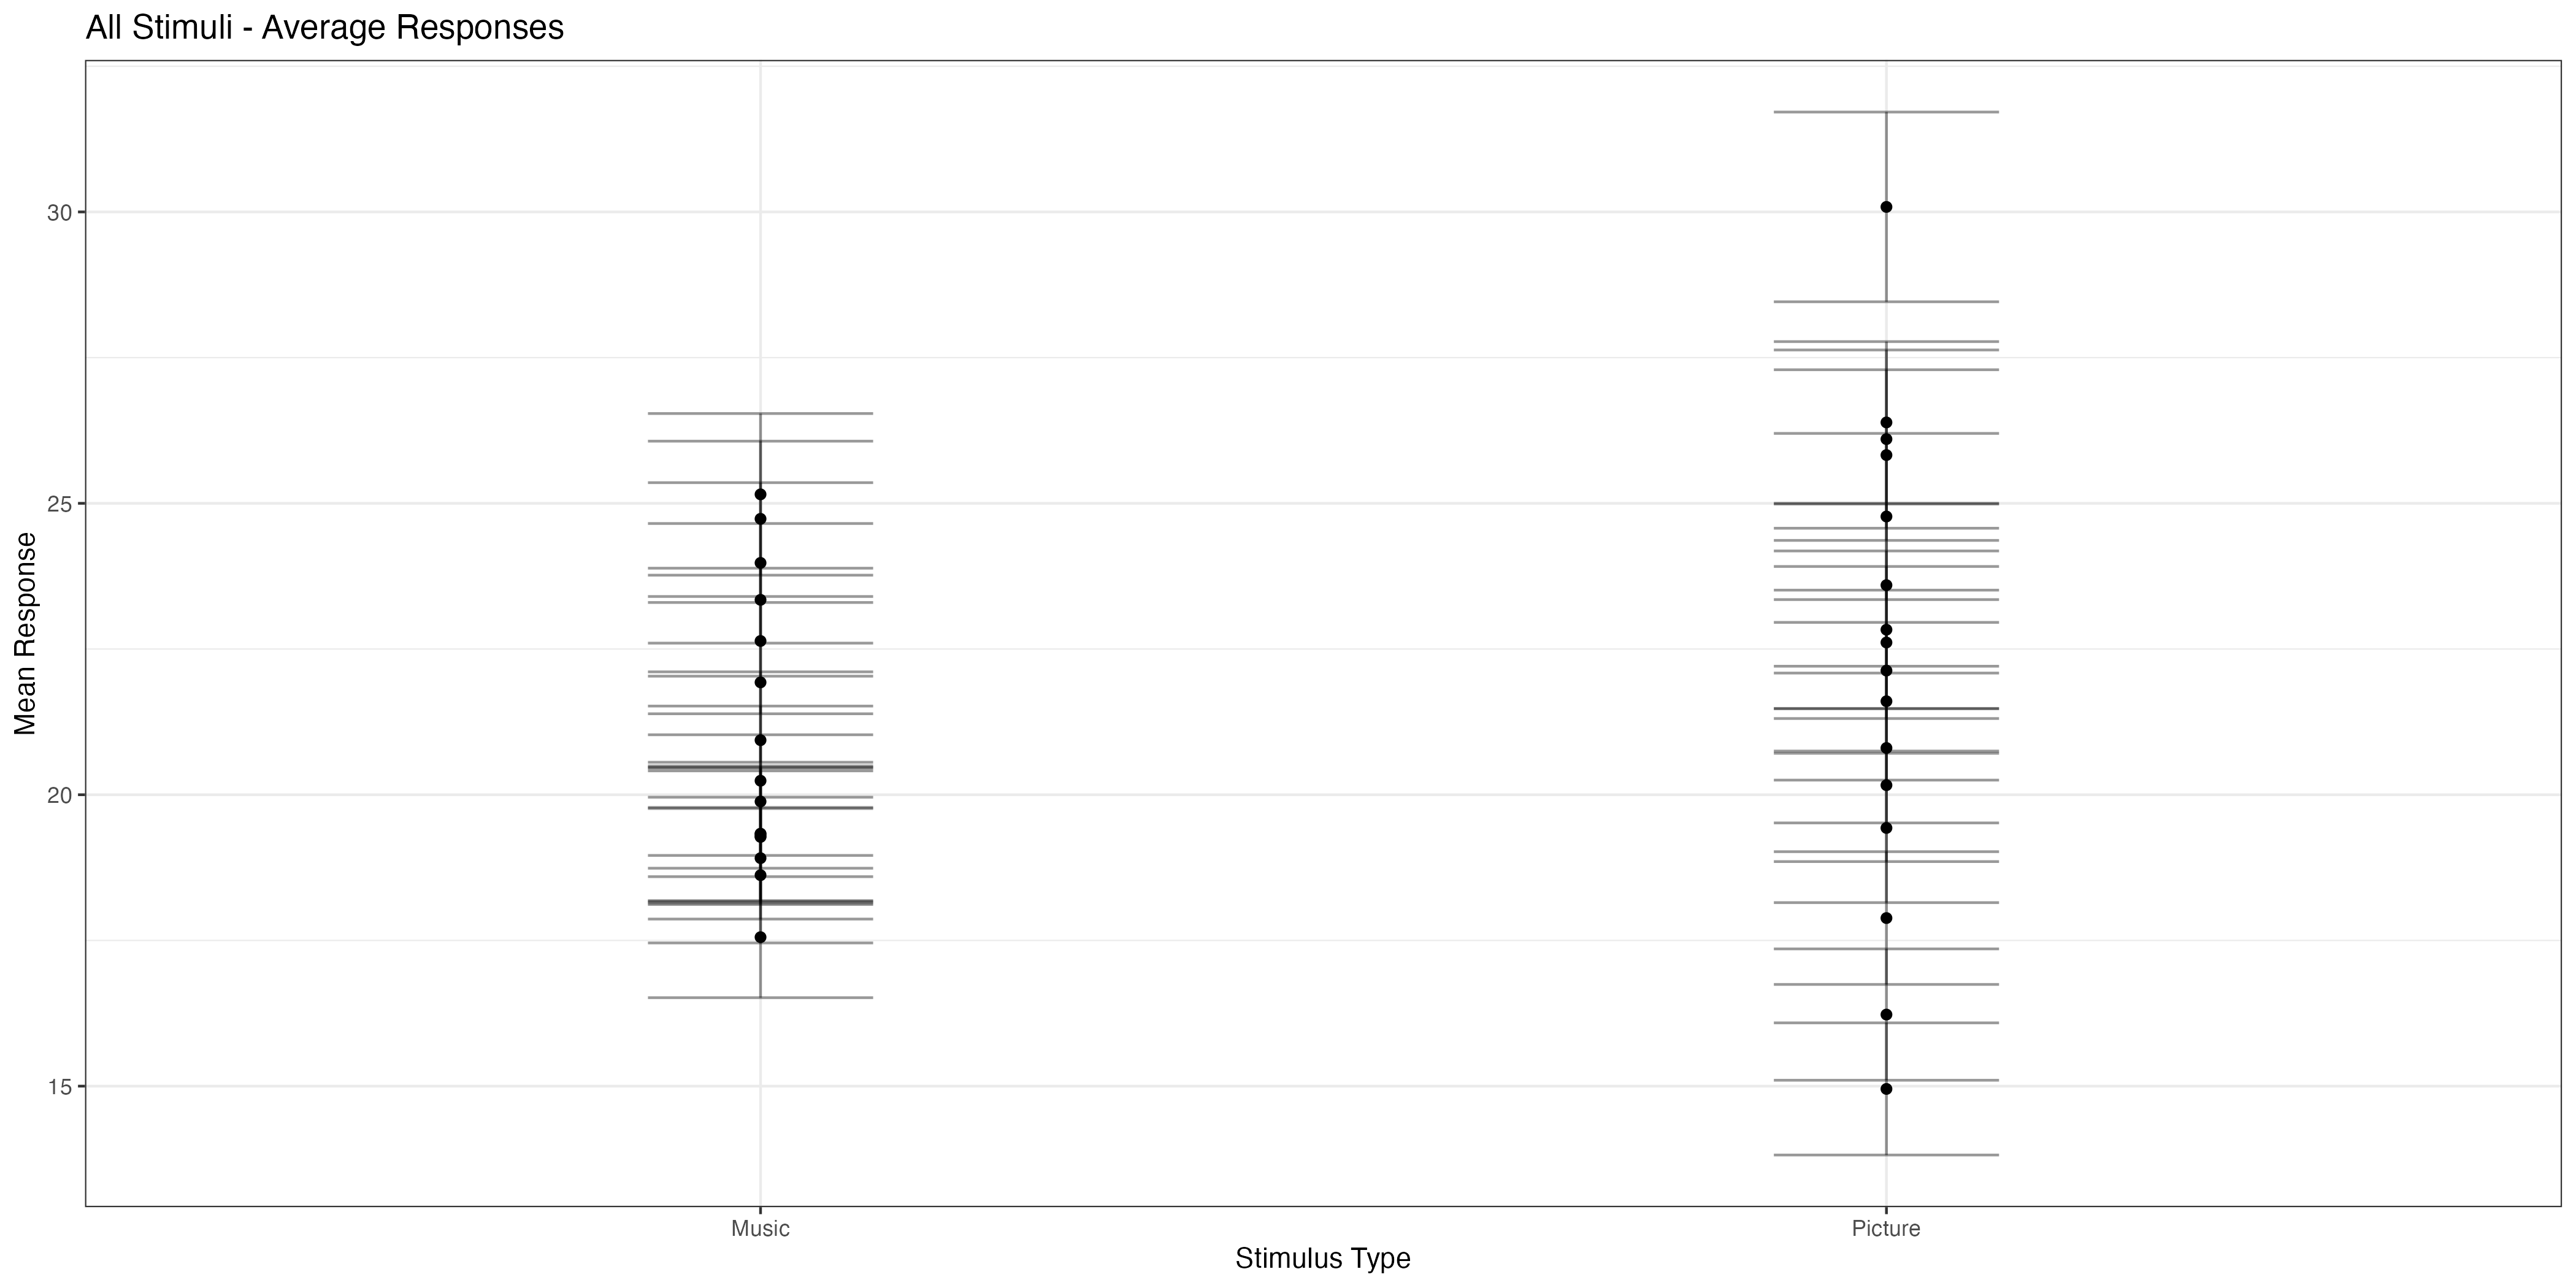 All Stimuli - Average Responses
Mean Response
30
25
20
15
Music
Picture
Stimulus Type